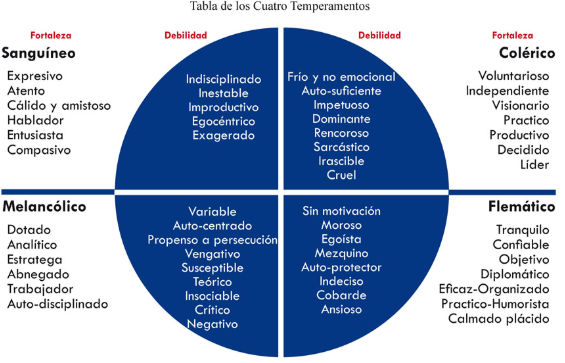 Tabla de los Cuatro Temperamentos
Fortaleza
Debilidad
Debilidad
Fortaleza
Sanguíneo
Expresivo
Atento
Cálido y amistoso
Hablador
Entusiasta
Compasivo
Indisciplinado
Inestable
Improductivo
Egocéntrico
Exagerado
Frío y no emocional
Auto-suficiente
Impetuoso
Dominante
Rencoroso
Sarcástico
Irascible
Cruel
Colérico
Voluntarioso
Independiente
Visionario
Practico
Productivo
Decidido
Líder
Melancólico
Dotado
Analítico
Estratega
Abnegado
Trabajador
Auto-disciplinado
Variable
Auto-centrado
Propenso a persecución
Vengativo
Susceptible
Teórico
Insociable
Crítico
Negativo
Sin motivación
Moroso
Egoísta
Mezquino
Auto-protector
Indeciso
Cobarde
Ansioso
Flemático
Tranquilo
Confiable
Objetivo
Diplomático
Eficaz-Organizado
Practico-Humorista
Calmado plácido